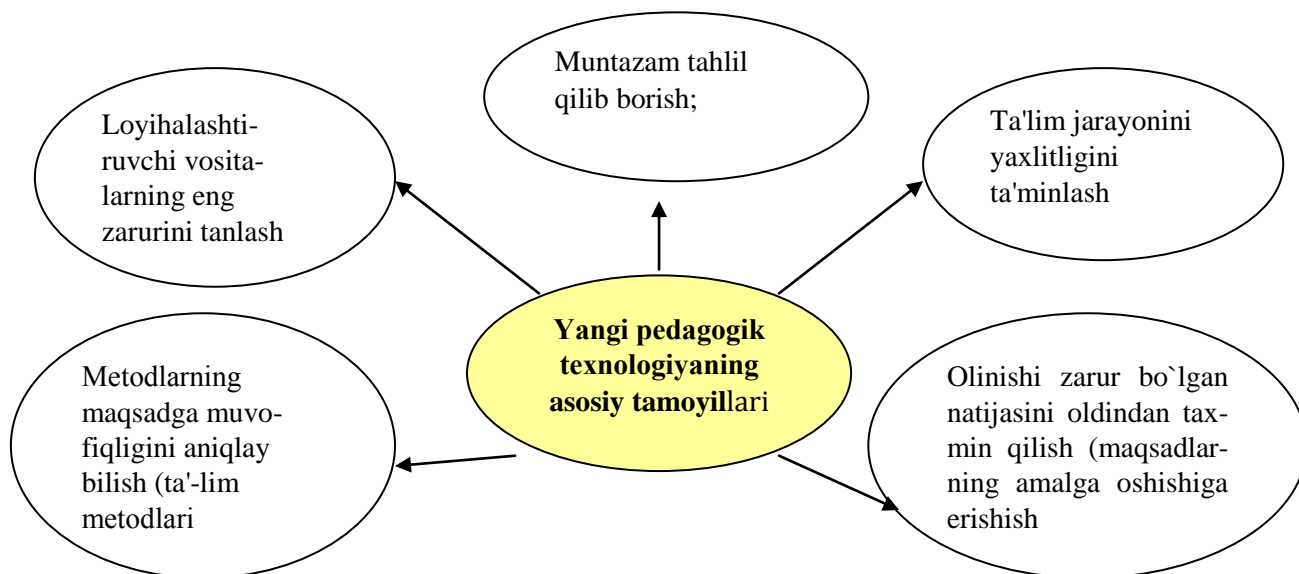 Muntazam tahlil
qilib borish;
Loyihalashti-
ruvchi vosita-
larning eng
zarurini tanlash
Ta'lim jarayonini
yaxlitligini
ta'minlash
Yangi pedagogik
texnologiyaning
asosiy tamoyillari
Metodlarning
maqsadga muvo-
fiqligini aniqlay
bilish (ta'-lim
metodlari
Olinishi zarur bo`lgan
natijasini oldindan tax-
min qilish (maqsadlar-
ning amalga oshishiga
erishish